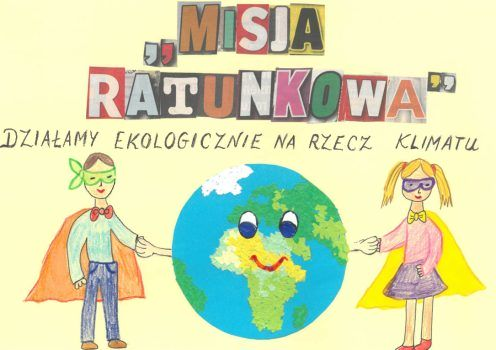 „MISJA
RATUNKOWA”
DZIAŁAMY EKOLOGICZNIE NA RZECZ KLIMATU